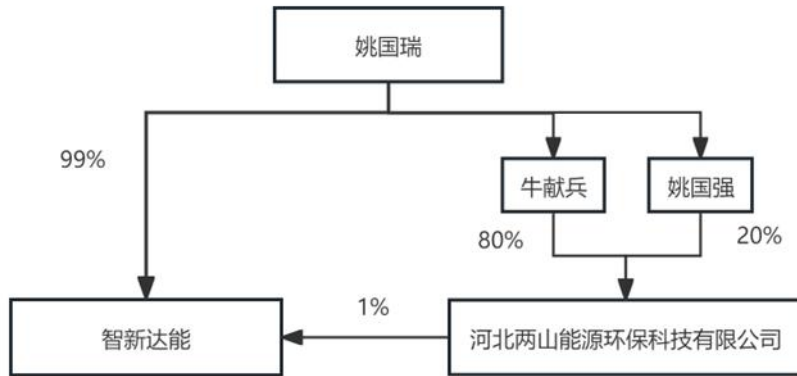 姚国瑞
99%
牛献兵
姚国强
80%
20%
1%
智新达能
河北两山能源环保科技有限公司